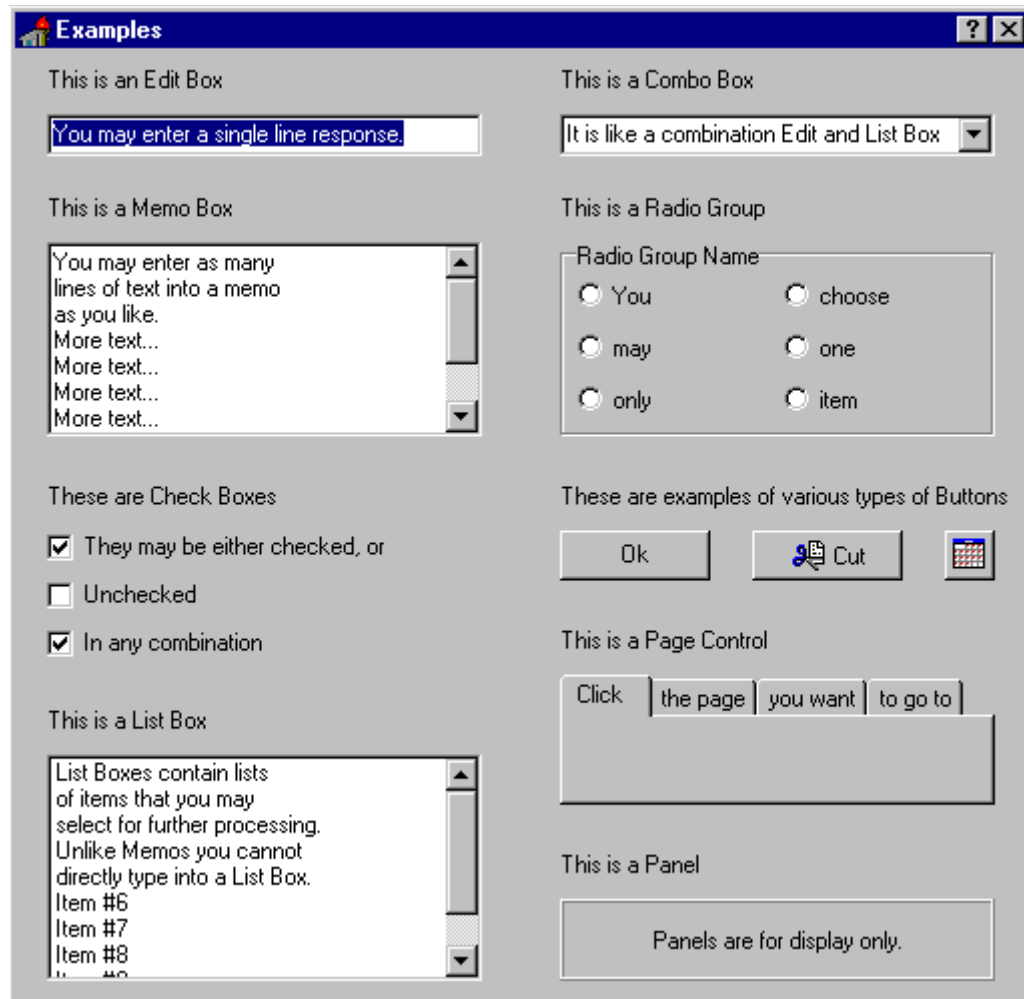 Examples
This is an Edit Box
You may enter a single line response.
This is a Memo Box
You may enter as many
lines of text into a memo
as you like.
More text...
More text...
More text...
More text...
These are Check Boxes
They may be either checked, or
Unchecked
In any combination
This is a List Box
List Boxes contain lists
of items that you may
select for further processing.
Unlike Memos you cannot
directly type into a List Box.
Item #6
Item #7
Item #8
This is a Combo Box
It is like a combination Edit and List Box
This is a Radio Group
Radio Group Name
You
may
only
choose
one
item
These are examples of various types of Buttons
Ok
Cut
This is a Page Control
Click the page you want to go to
This is a Panel
Panels are for display only.